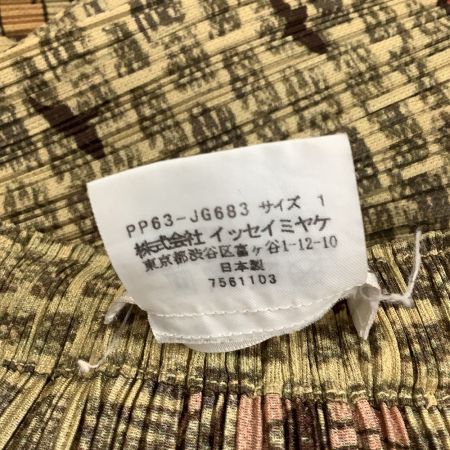 PP63-JG683 サイズ 1
株式会社 イッセイミヤケ
東京都渋谷区富ヶ谷1-12-10
日本製
7561103